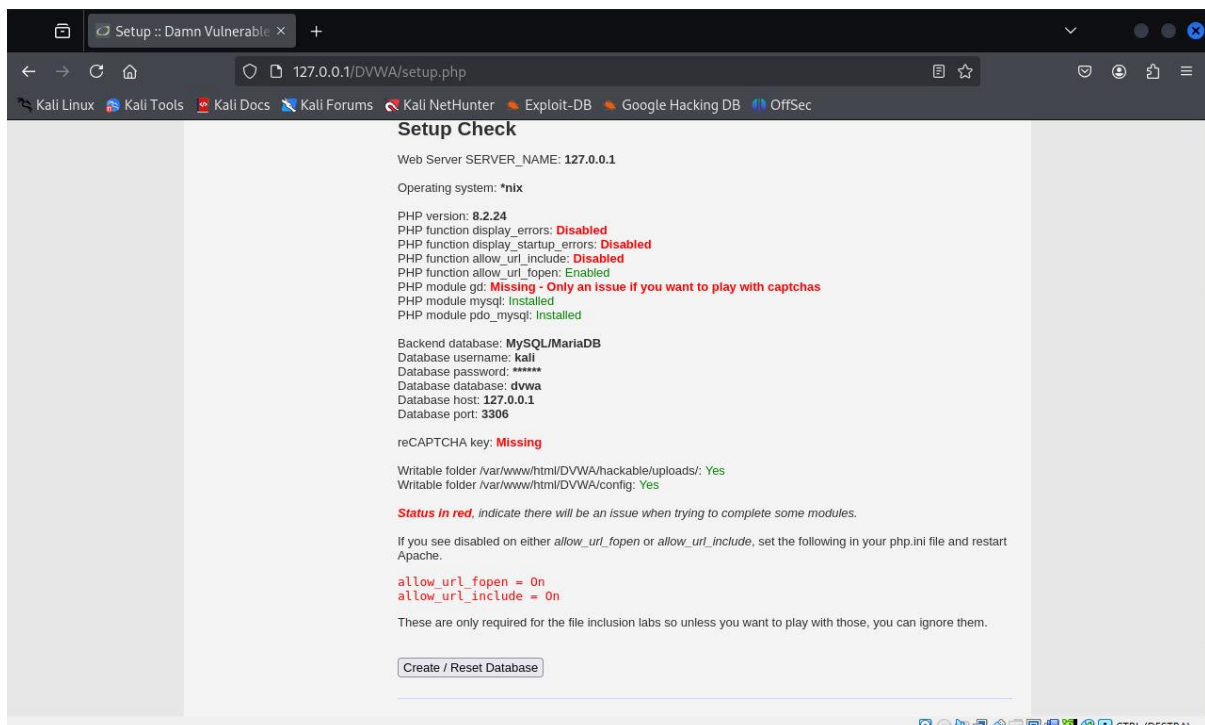 Setup :: Damn Vulnerable
127.0.0.1/DVWA/setup.php
Kali Linux Kali Tools Kali Docs Kali Forums Kali NetHunter Exploit-DB Google Hacking DB OffSec
Setup Check
Web Server SERVER_NAME: 127.0.0.1
Operating system: *nix
PHP version: 8.2.24
PHP function display_errors: Disabled
PHP function display_startup_errors: Disabled
PHP function allow_url_include: Disabled
PHP function allow_url_fopen: Enabled
PHP module gd: Missing - Only an issue if you want to play with captchas
PHP module mysql: Installed
PHP module pdo_mysql: Installed
Backend database: MySQL/MariaDB
Database username: kali
Database password: ******
Database database: dvwa
Database host: 127.0.0.1
Database port: 3306
reCAPTCHA key: Missing
Writable folder /var/www/html/DVWA/hackable/uploads/: Yes
Writable folder /var/www/html/DVWA/config: Yes
Status in red, indicate there will be an issue when trying to complete some modules.
If you see disabled on either allow_url_fopen or allow_url_include, set the following in your php.ini file and restart
Apache.
allow_url_fopen = On
allow_url_include = On
These are only required for the file inclusion labs so unless you want to play with those, you can ignore them.
Create / Reset Database